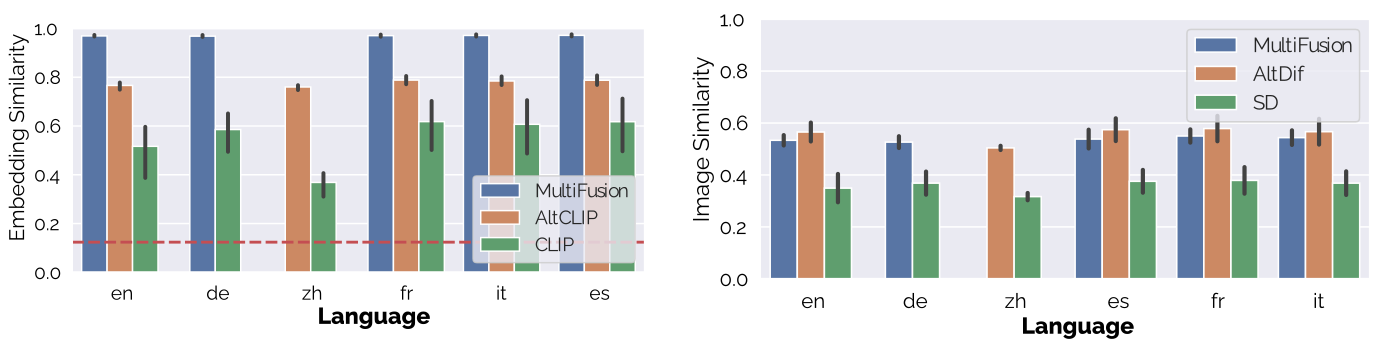 Embedding Similarity
1.0
0.8
0.6
0.4
0.2
0.0
MultiFusion
AltCLIP
CLIP
en de zh fr it es
Language
Image Similarity
1.0
0.8
0.6
0.4
0.2
0.0
MultiFusion
AltDif
SD
en de zh es fr it
Language